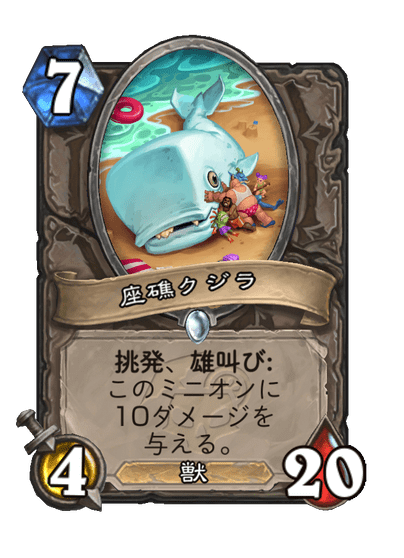 7
座礁クジラ
挑発、雄叫び:
このミニオンに
10ダメージを
与える。
4
獣
20